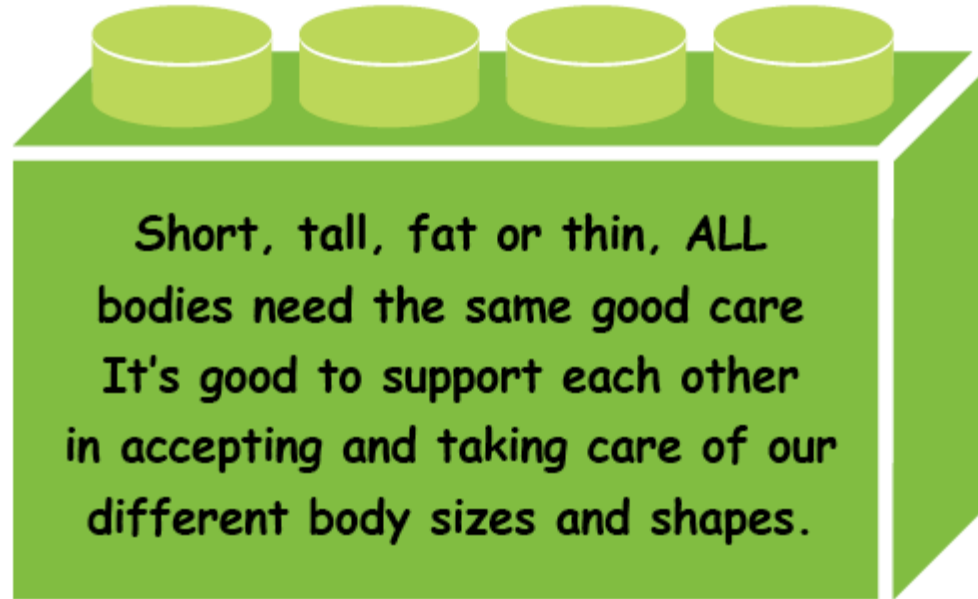 Short, tall, fat or thin, ALL
bodies need the same good care
It's good to support each other
in accepting and taking care of our
different body sizes and shapes.